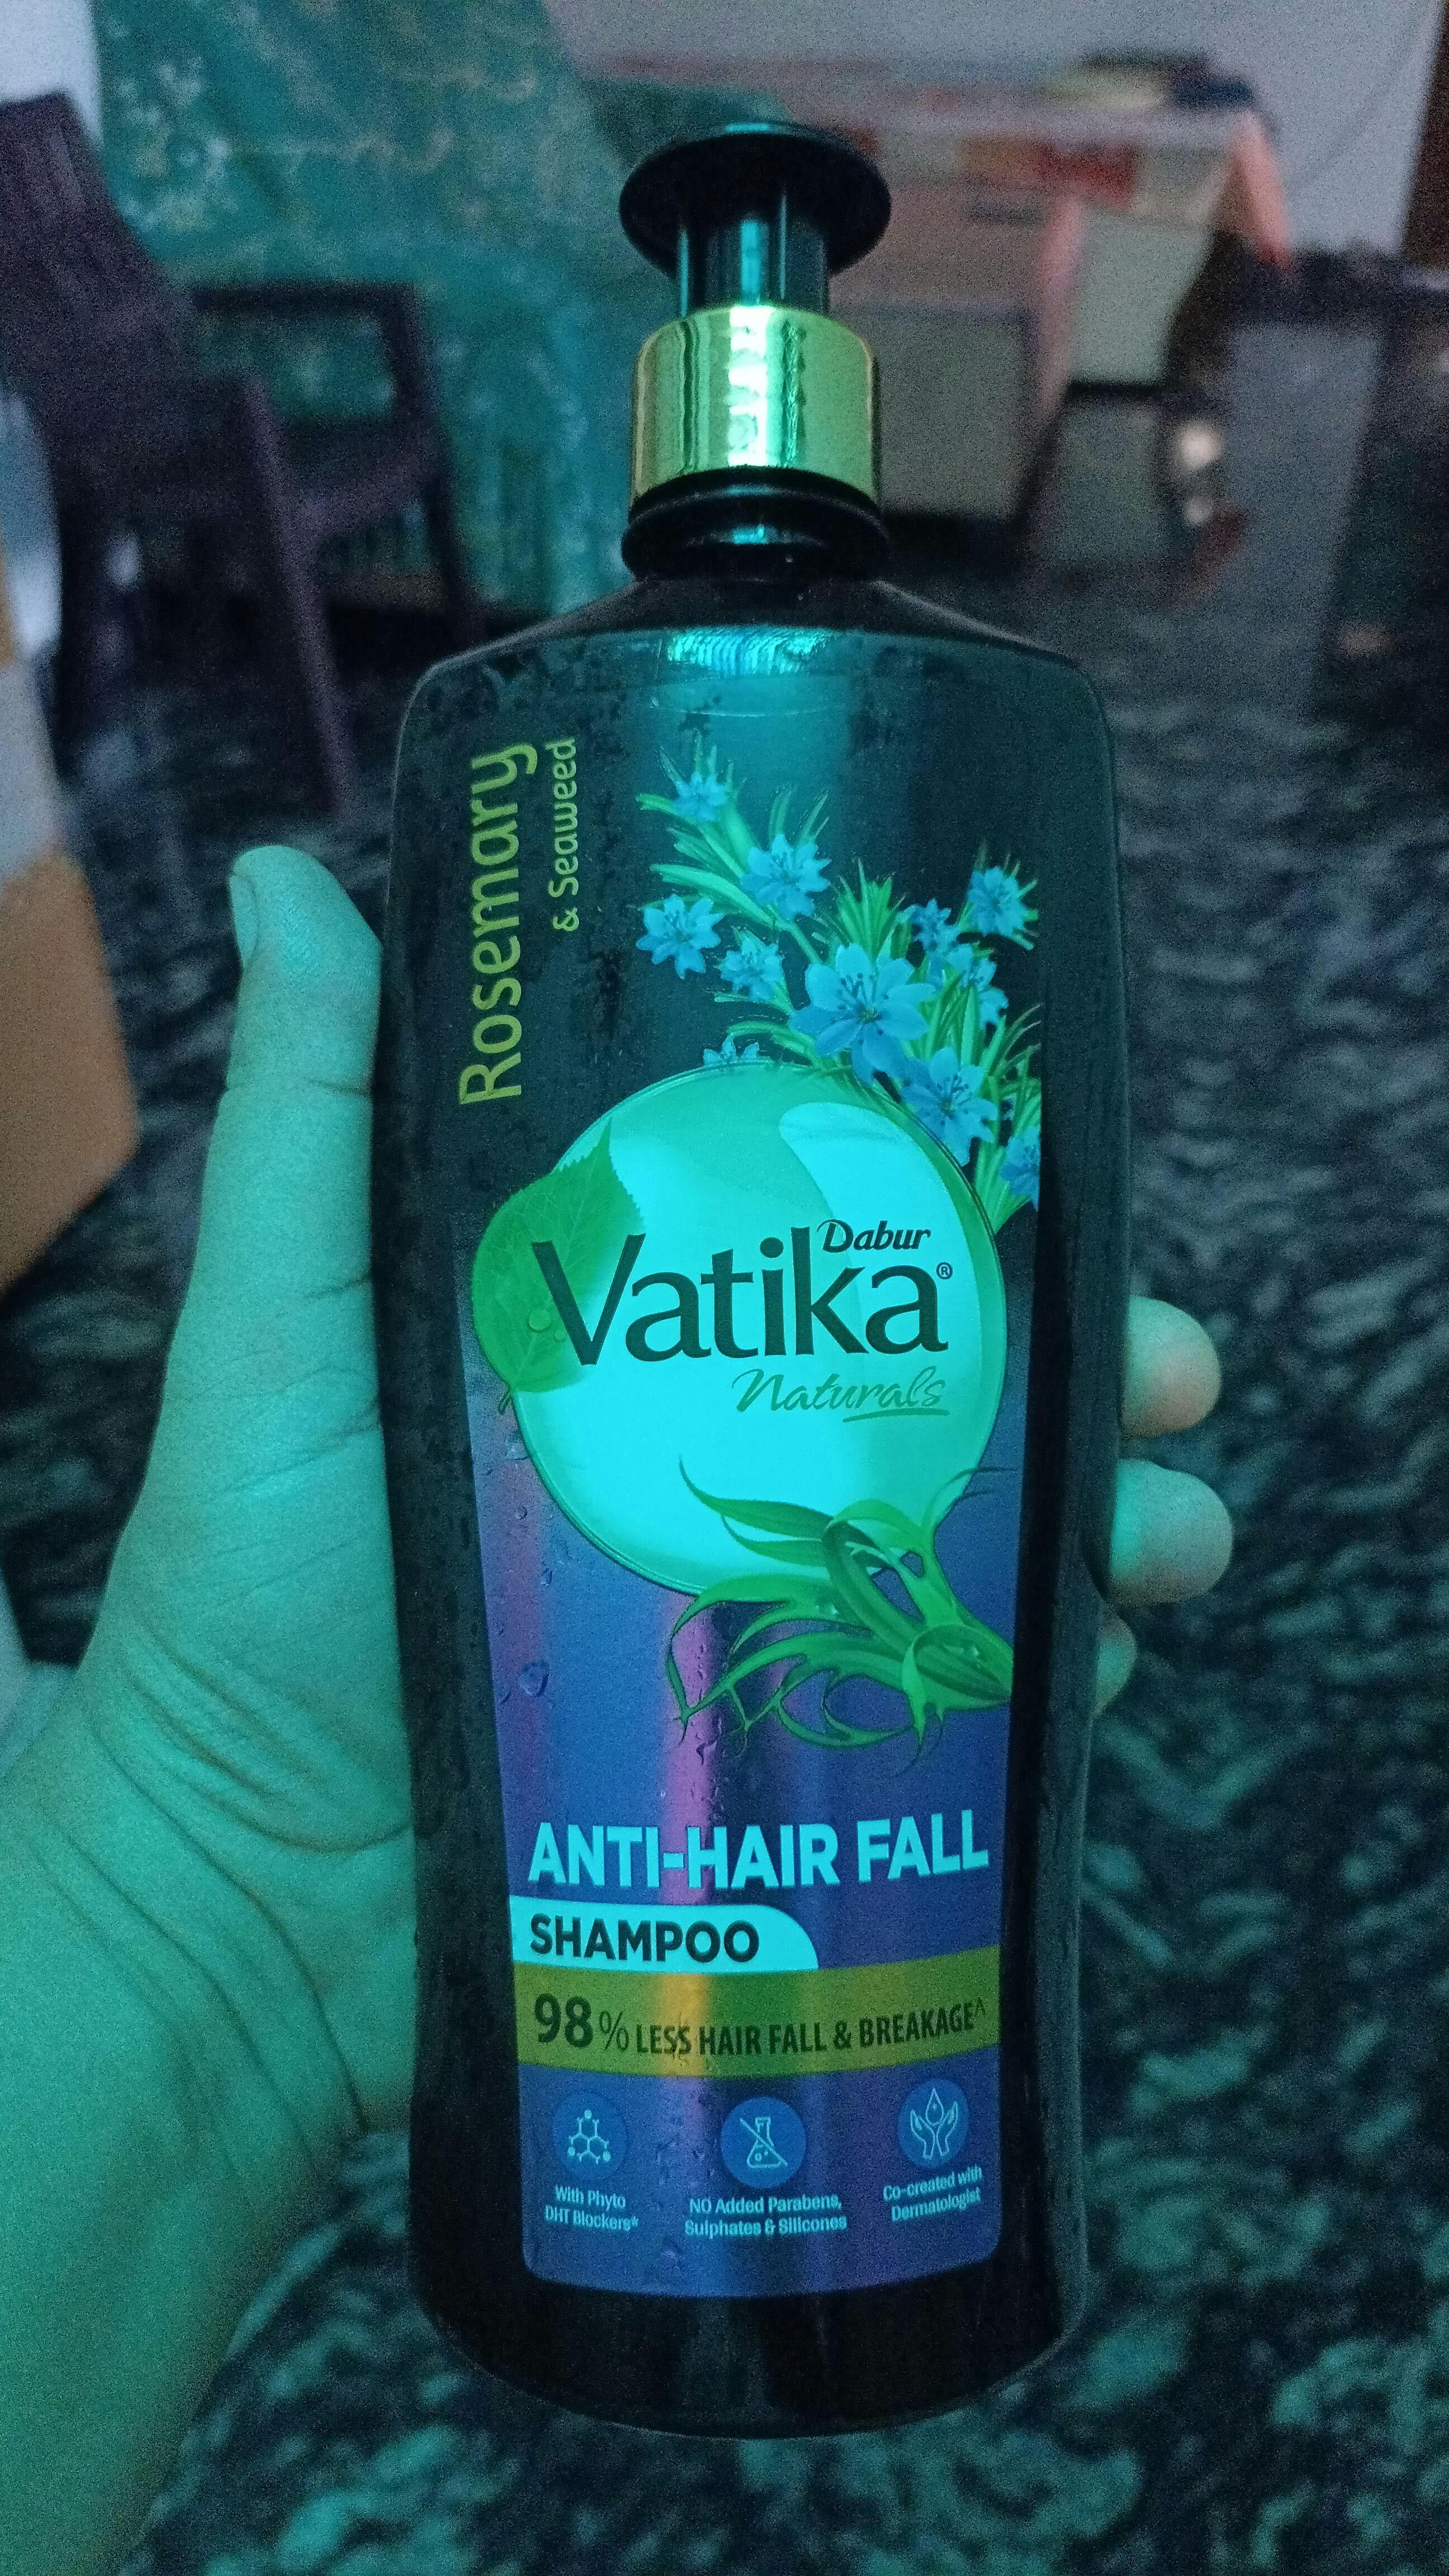 Rosemary
& Seaweed
Dabur
Vatika®
Naturals
ANTI-HAIR FALL
SHAMPOO
98% LESS HAIR FALL & BREAKAGE^
With Phyto
DHT Blockers*
NO Added Parabens,
Sulphates & Silicones
Co-created with
Dermatologist